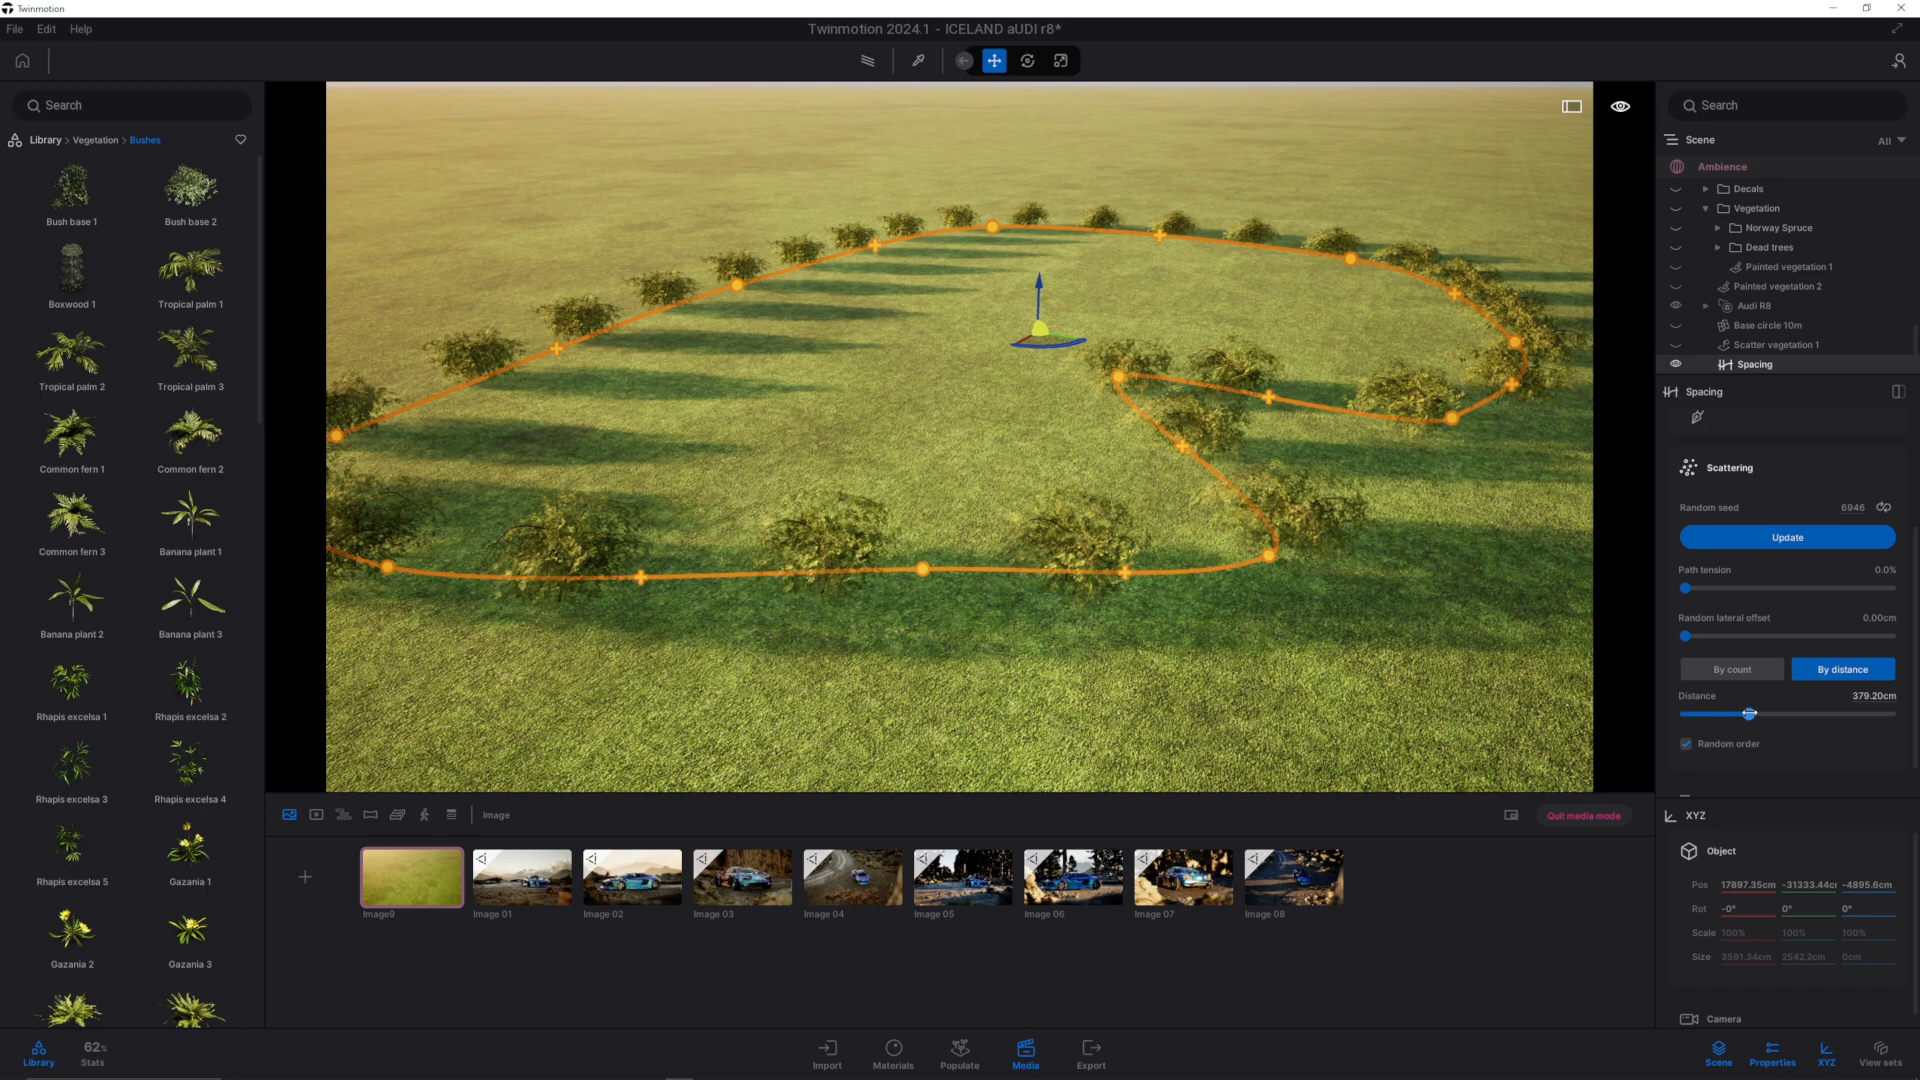 Twinmotion
File Edit Help
Twinmotion 2024.1 - ICELAND aUDI r8*
Search
Library > Vegetation > Bushes
Bush base 1
Bush base 2
Boxwood 1
Tropical palm 1
Tropical palm 2
Tropical palm 3
Common fern 1
Common fern 2
Common fern 3
Banana plant 1
Banana plant 2
Banana plant 3
Rhapis excelsa 1
Rhapis excelsa 2
Rhapis excelsa 3
Rhapis excelsa 4
Rhapis excelsa 5
Gazania 1
Gazania 2
Gazania 3
Image
Quit media mode
Image9
Image 01
Image 02
Image 03
Image 04
Image 05
Image 06
Image 07
Image 08
Search
Scene
All
Ambience
Decals
Vegetation
Norway Spruce
Dead trees
Painted vegetation 1
Painted vegetation 2
Audi R8
Base circle 10m
Scatter vegetation 1
Spacing
Spacing
Scattering
Random seed 6946
Update
Path tension 0.0%
Random lateral offset 0.00cm
By count By distance
Distance 379.20cm
Random order
XYZ
Object
Pos 17897.35cm -31333.44cr -4895.6cm
Rot -0° 0° 0°
Scale 100% 100% 100%
Size 3591.34cm 2542.2cm 0cm
Camera
Library
62%
Stats
Import
Materials
Populate
Media
Export
Scene
Properties
XYZ
View sets